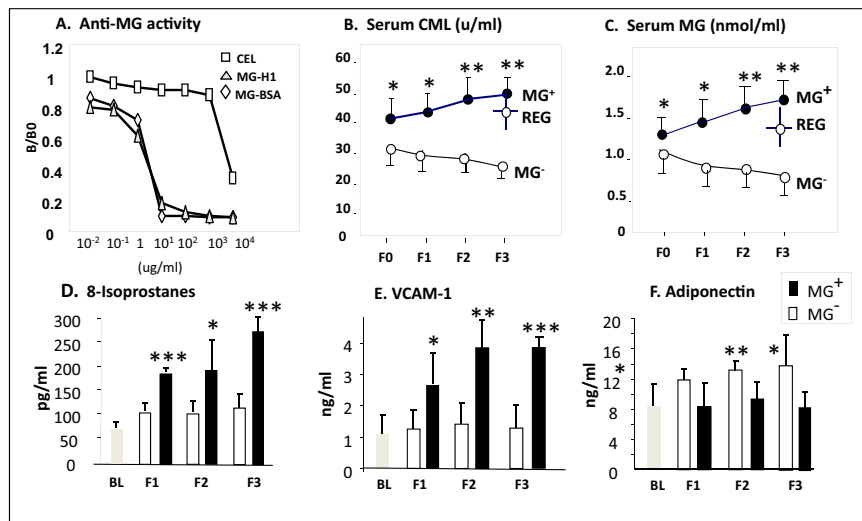 A. Anti-MG activity
1.2
1
0.8
0.6
0.4
0.2
0
B/B0
10⁻² 10⁻¹ 1 10¹ 10² 10³ 10⁴
(ug/ml)
CEL
MG-H1
MG-BSA
B. Serum CML (u/ml)
60
50
40
30
20
10
0
* * ** **
MG⁺
REG
MG⁻
F0 F1 F2 F3
C. Serum MG (nmol/ml)
2.0
1.5
1.0
0.5
0
* * ** **
MG⁺
REG
MG⁻
F0 F1 F2 F3
D. 8-Isoprostanes
300
250
200
150
100
50
0
pg/ml
*** * ***
BL F1 F2 F3
E. VCAM-1
4
3
2
1
0
ng/ml
* ** ***
BL F1 F2 F3
F. Adiponectin
MG⁺
MG⁻
20
16
12
8
4
0
ng/ml
* ** *
BL F1 F2 F3